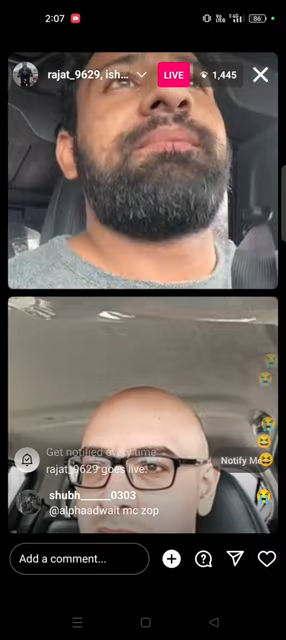 2:07
86
rajat_9629, ish...
LIVE
1,445
Get notified every time
rajat_9629 goes live.
Notify Me
shubh_____0303
@alphaadwait mc zop
Add a comment...